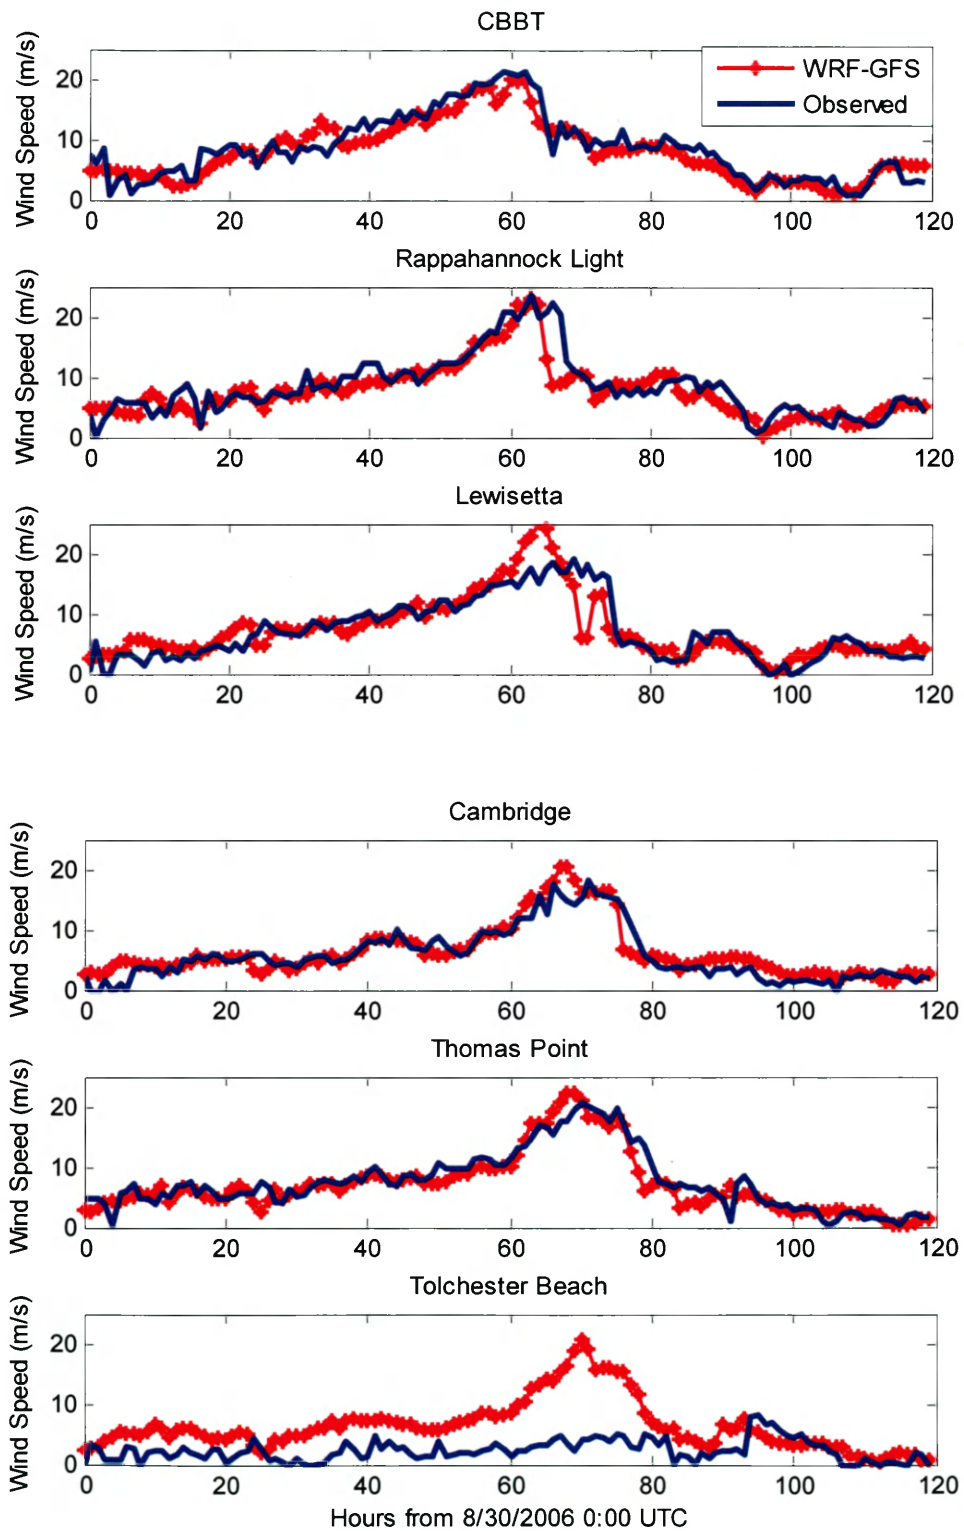 CBBT
WRF-GFS
Observed
Wind Speed (m/s)
20
10
0
0 20 40 60 80 100 120
Rappahannock Light
Wind Speed (m/s)
20
10
0
0 20 40 60 80 100 120
Lewisetta
Wind Speed (m/s)
20
10
0
0 20 40 60 80 100 120
Cambridge
Wind Speed (m/s)
20
10
0
0 20 40 60 80 100 120
Thomas Point
Wind Speed (m/s)
20
10
0
0 20 40 60 80 100 120
Tolchester Beach
Wind Speed (m/s)
20
10
0
0 20 40 60 80 100 120
Hours from 8/30/2006 0:00 UTC